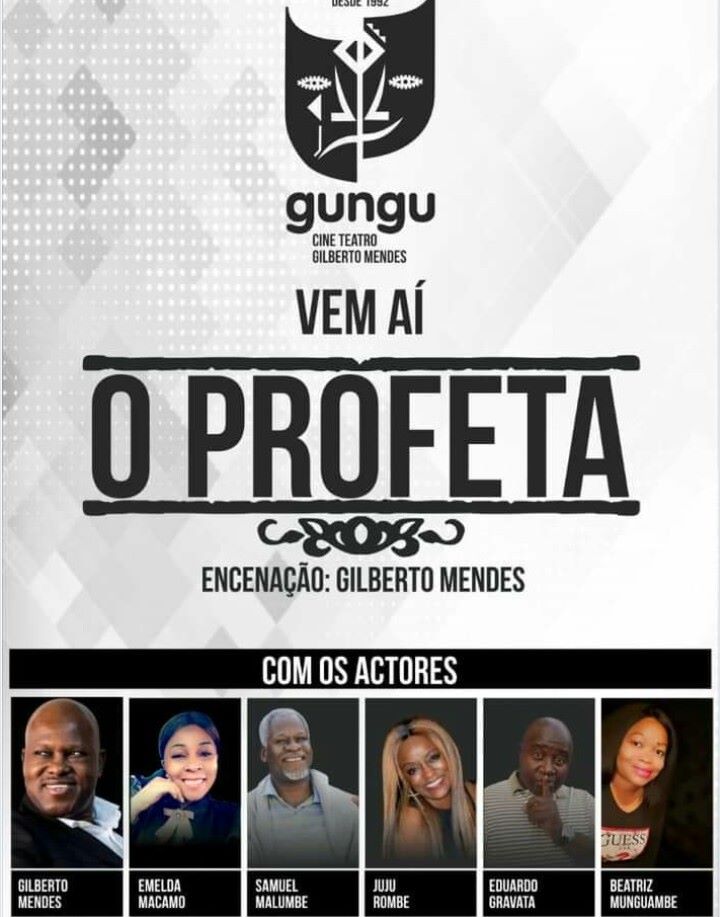 DESDE 1992
gungu
CINE TEATRO
GILBERTO MENDES
VEM AÍ
O PROFETA
ENCENAÇÃO: GILBERTO MENDES
COM OS ACTORES
GUESS
GILBERTO
MENDES
EMELDA
MACAMO
SAMUEL
MALUMBE
JUJU
ROMBE
EDUARDO
GRAVATA
BEATRIZ
MUNGUAMBE